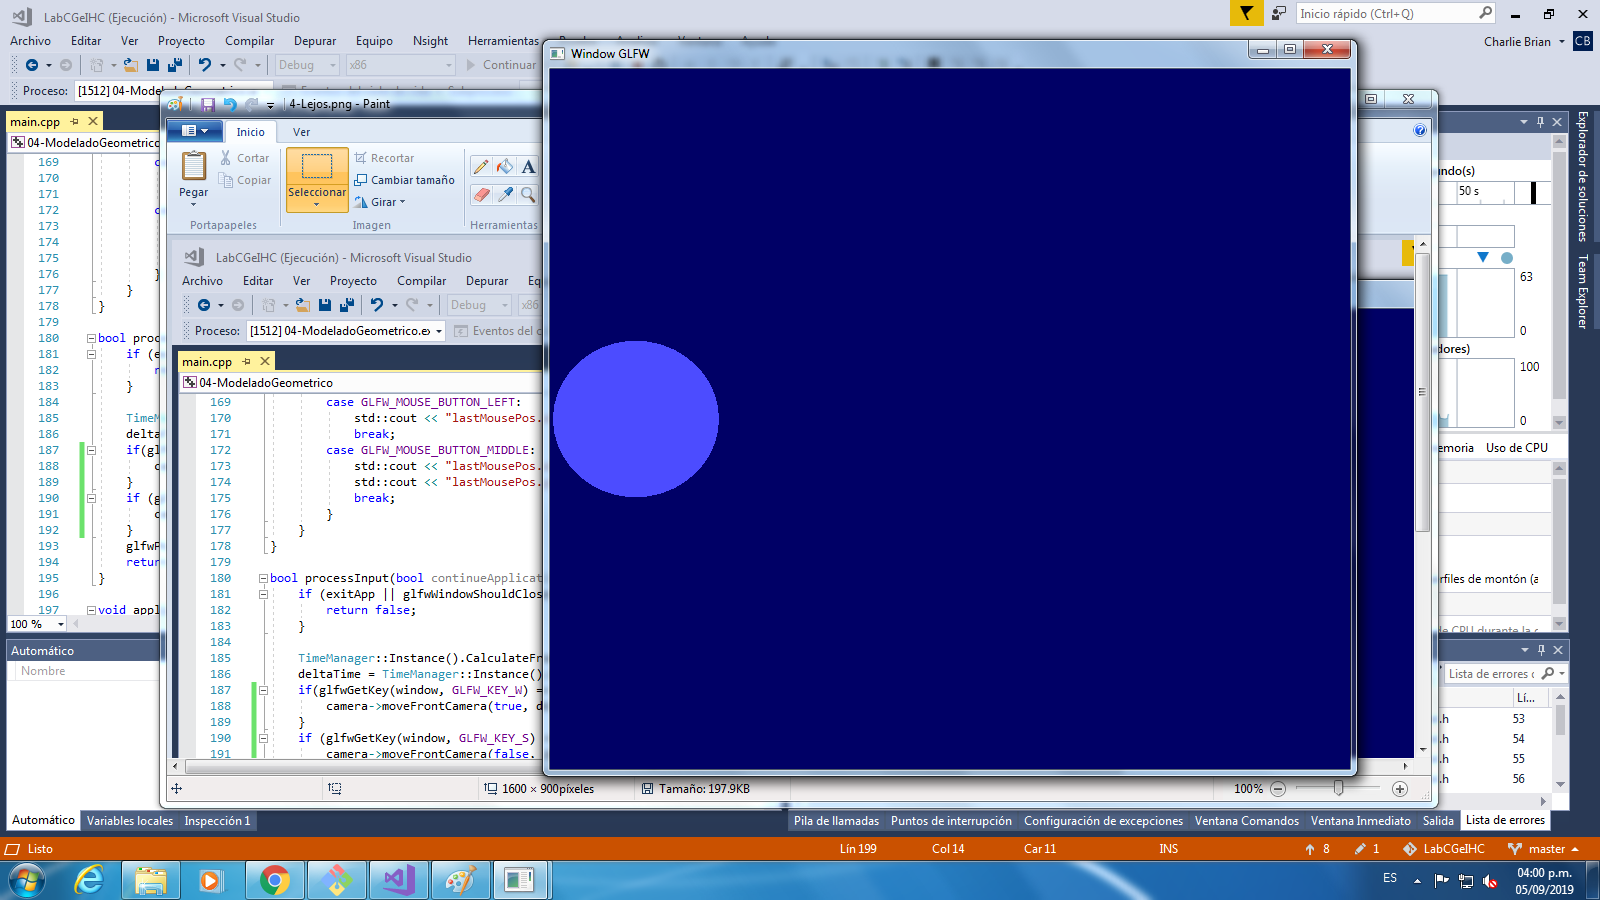 LabCGeIHC (Ejecución) - Microsoft Visual Studio
Inicio rápido (Ctrl+Q)
Archivo Editar Ver Proyecto Compilar Depurar Equipo Nsight Herramientas
Charlie Brian CB
Debug x86 Continuar
Proceso: [1512] 04-ModeladoGeometrico
main.cpp
04-ModeladoGeometrico
169
170
171
172
173
174
175
176 }
177 }
178 }
179
180 bool proc
181 if (e
182 r
183 }
184
185 TimeM
186 delta
187 if(gl
188 c
189 }
190 if (g
191 c
192 }
193 glfwP
194 retur
195 }
196
197 void appl
100 %
Automático
Nombre
Automático Variables locales Inspección 1
4-Lejos.png - Paint
Inicio Ver
Pegar
Cortar
Copiar
Portapapeles
Seleccionar
Recortar
Cambiar tamaño
Girar
Imagen
A
Herramientas
LabCGeIHC (Ejecución) - Microsoft Visual Studio
Archivo Editar Ver Proyecto Compilar Depurar Eq
Debug x86
Proceso: [1512] 04-ModeladoGeometrico.ex Eventos del c
main.cpp
04-ModeladoGeometrico
169 case GLFW_MOUSE_BUTTON_LEFT:
170 std::cout << "lastMousePos.
171 break;
172 case GLFW_MOUSE_BUTTON_MIDDLE:
173 std::cout << "lastMousePos.
174 std::cout << "lastMousePos.
175 break;
176 }
177 }
178 }
179
180 bool processInput(bool continueApplicat
181 if (exitApp || glfwWindowShouldClos
182 return false;
183 }
184
185 TimeManager::Instance().CalculateFr
186 deltaTime = TimeManager::Instance()
187 if(glfwGetKey(window, GLFW_KEY_W) =
188 camera->moveFrontCamera(true, d
189 }
190 if (glfwGetKey(window, GLFW_KEY_S)
191 camera->moveFrontCamera(false,
1600 × 900píxeles
Tamaño: 197.9KB
100%
Window GLFW
Explorador de soluciones
Team Explorer
undo(s)
50 s
63
0
dores)
100
0
emoria Uso de CPU
rfiles de montón (a
de CPU durante la
Lista de errores
Lí...
.h 53
.h 54
.h 55
.h 56
Pila de llamadas Puntos de interrupción Configuración de excepciones Ventana Comandos Ventana Inmediato Salida Lista de errores
Listo
Lín 199
Col 14
Car 11
INS
8
1
LabCGeIHC
master
ES
04:00 p.m.
05/09/2019